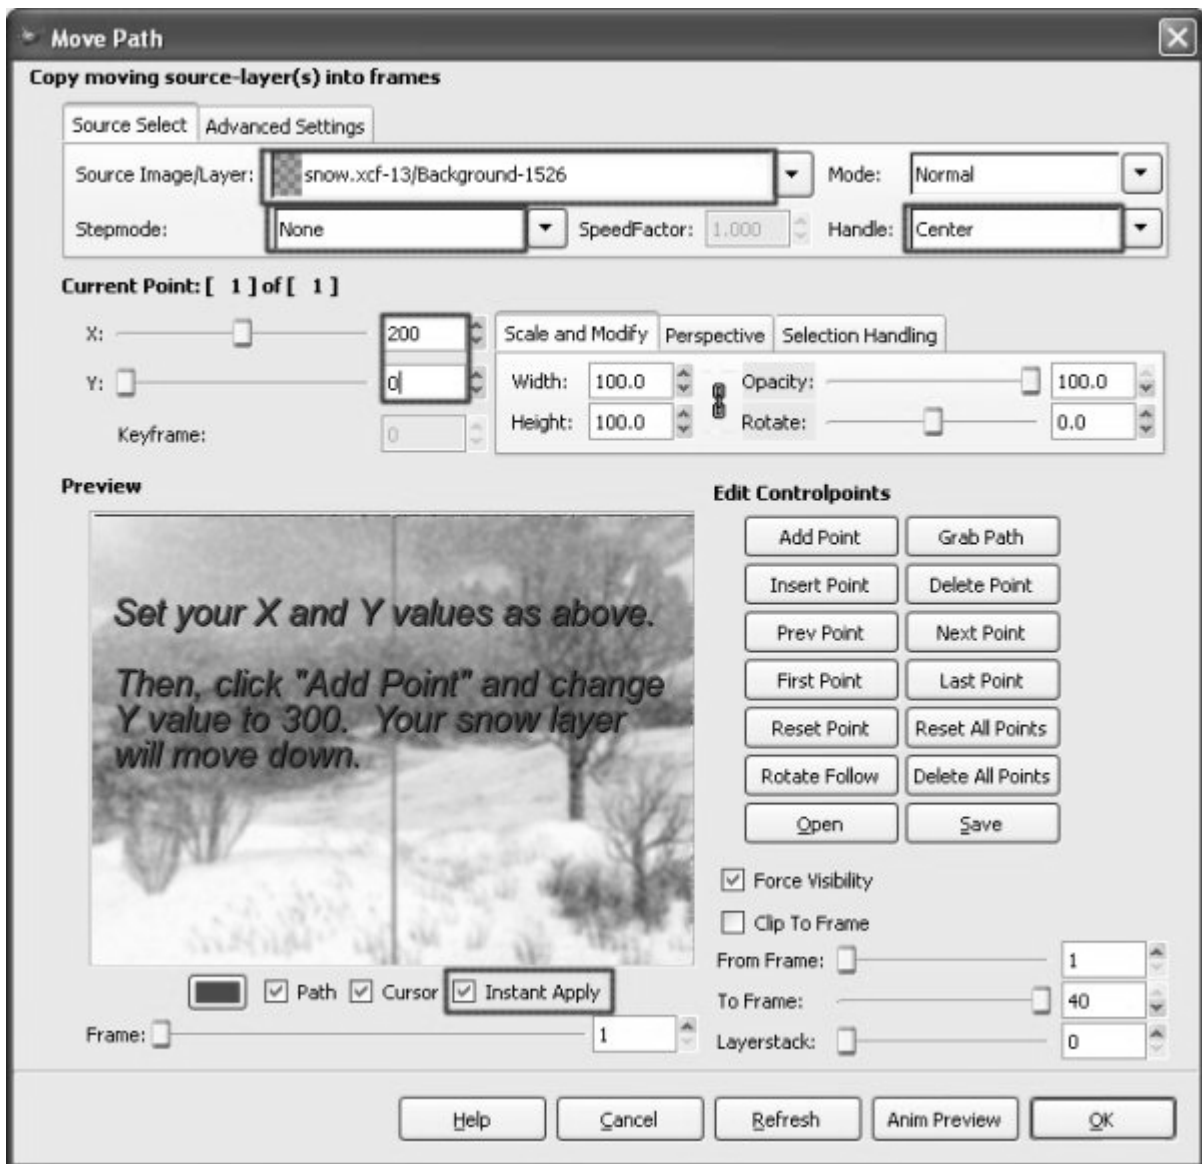 Move Path
Copy moving source-layer(s) into frames
Source Select Advanced Settings
Source Image/Layer: snow.xcf-13/Background-1526 Mode: Normal
Stepmode: None SpeedFactor: 1.000 Handle: Center
Current Point: [ 1 ] of [ 1 ]
X: 200
Y: 0
Keyframe: 0
Scale and Modify Perspective Selection Handling
Width: 100.0 Opacity: 100.0
Height: 100.0 Rotate: 0.0
Preview
Set your X and Y values as above.
Then, click "Add Point" and change
Y value to 300. Your snow layer
will move down.
Path Cursor Instant Apply
Frame: 1
Edit Controlpoints
Add Point Grab Path
Insert Point Delete Point
Prev Point Next Point
First Point Last Point
Reset Point Reset All Points
Rotate Follow Delete All Points
Open Save
Force Visibility
Clip To Frame
From Frame: 1
To Frame: 40
Layerstack: 0
Help Cancel Refresh Anim Preview OK